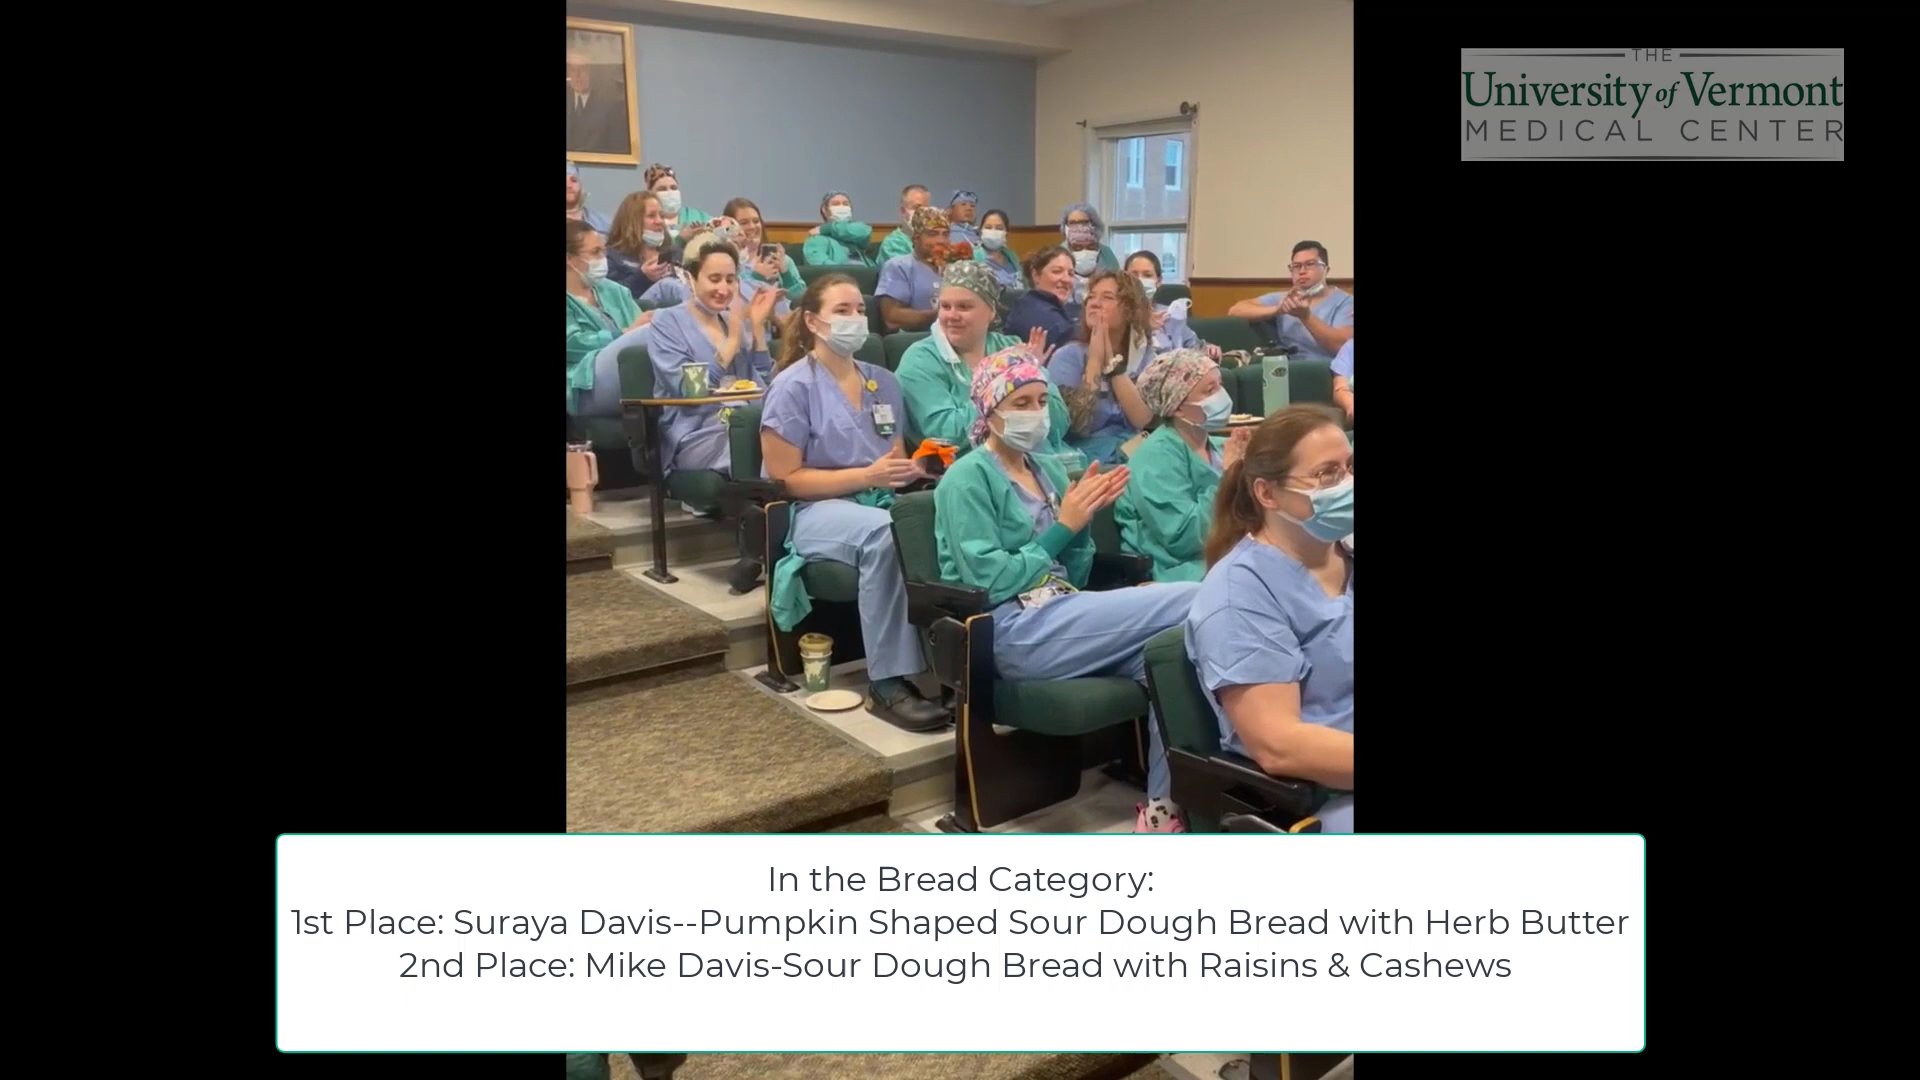 THE
University of Vermont
MEDICAL CENTER
In the Bread Category:
1st Place: Suraya Davis--Pumpkin Shaped Sour Dough Bread with Herb Butter
2nd Place: Mike Davis-Sour Dough Bread with Raisins & Cashews